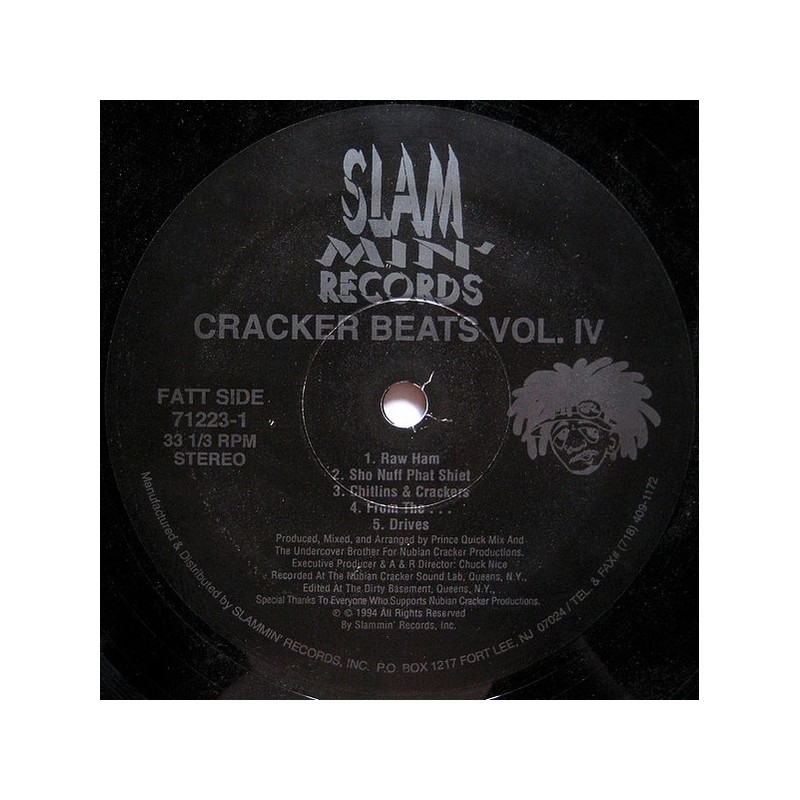 SLAM
MIN'
RECORDS
CRACKER BEATS VOL. IV
FATT SIDE
71223-1
33 1/3 RPM
STEREO
1. Raw Ham
2. Sho Nuff Phat Shiet
3. Chitlins & Crackers
4. From The . . .
5. Drives
Produced, Mixed, and Arranged by Prince Quick Mix And
The Undercover Brother For Nubian Cracker Productions.
Executive Producer & A & R Director: Chuck Nice
Recorded At The Nubian Cracker Sound Lab, Queens, N.Y.
Edited At The Dirty Basement, Queens, N.Y.,
Special Thanks To Everyone Who Supports Nubian Cracker Productions.
℗ © 1994 All Rights Reserved
By Slammin' Records, Inc.
Manufactured & Distributed by SLAMMIN' RECORDS, INC. P.O. BOX 1217 FORT LEE, NJ 07024 / TEL. & FAX# (718) 409-1172